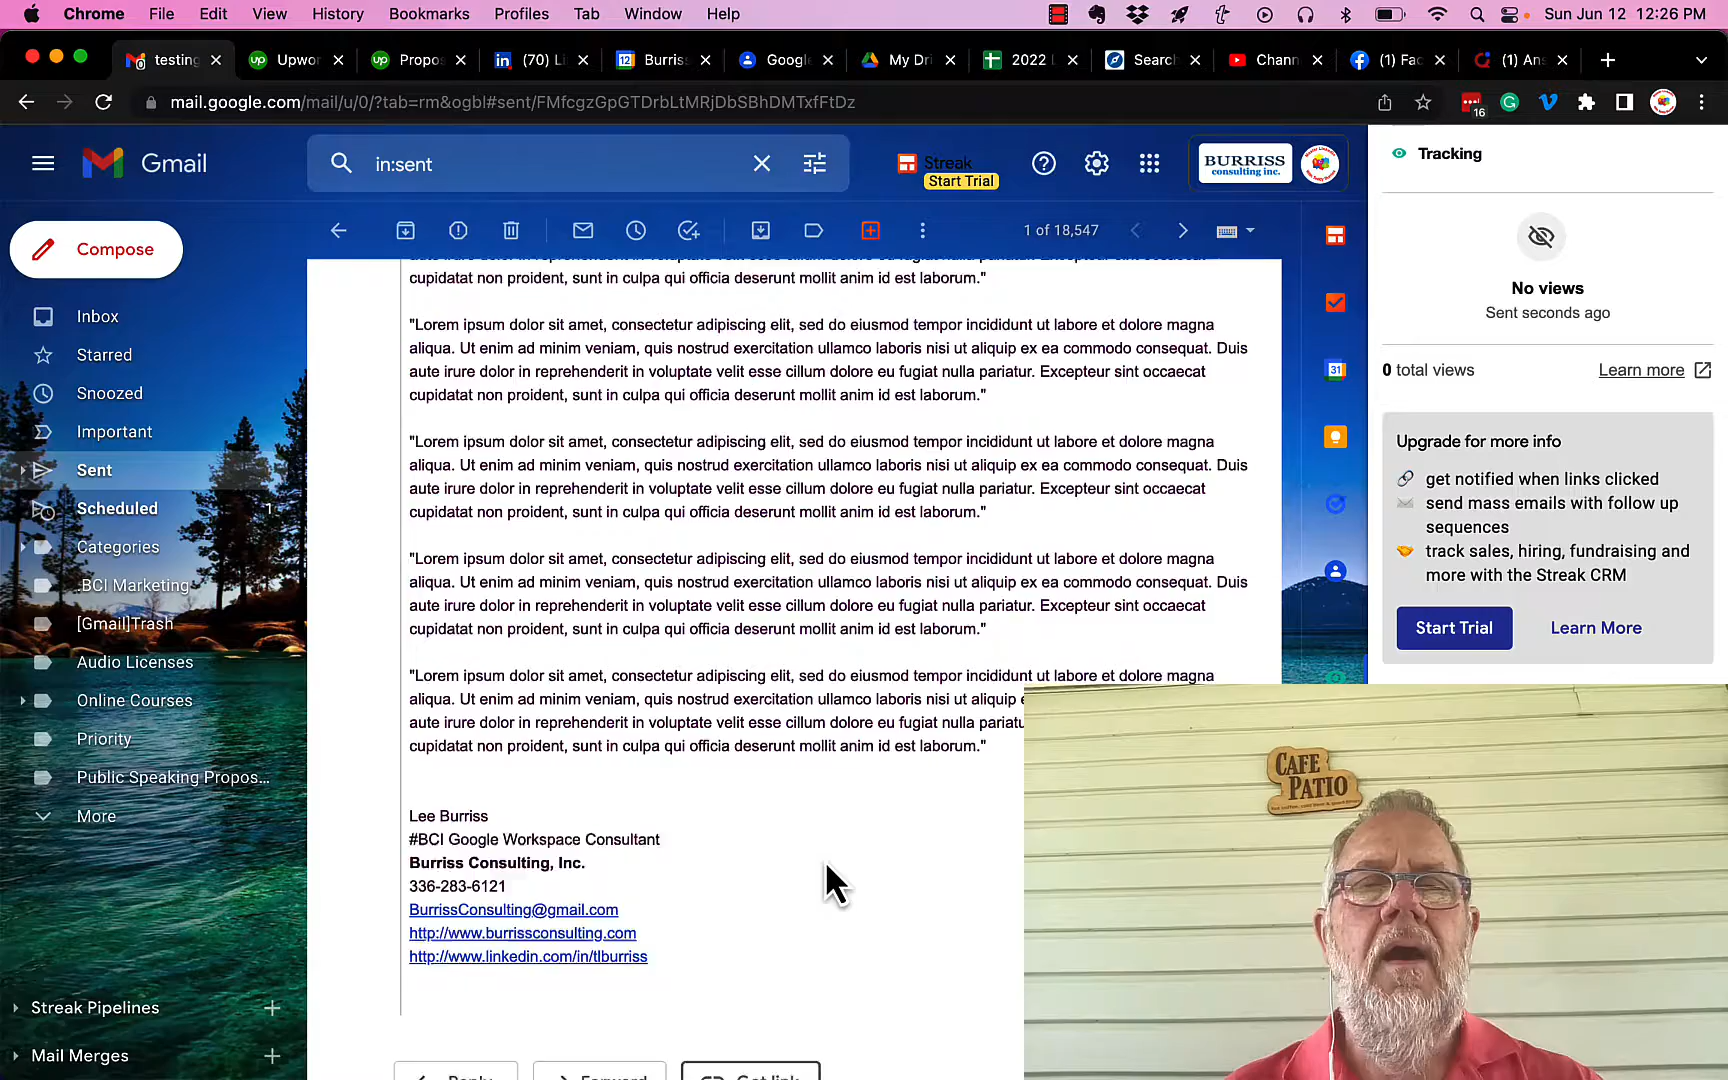 Chrome File Edit View History Bookmarks Profiles Tab Window Help Sun Jun 12 12:26 PM
testing Upwor Propos (70) Li Burris Google My Dri 2022 Search Chann (1) Fac (1) An
mail.google.com/mail/u/0/?tab=rm&ogbl#sent/FMfcgzGpGTDrbLtMRjDbSBhDMTxfFtDz
16
Gmail
in:sent
Streak
Start Trial
BURRISS
consulting inc.
Tracking
Compose
1 of 18,547
No views
Sent seconds ago
0 total views Learn more
Upgrade for more info
get notified when links clicked
send mass emails with follow up
sequences
track sales, hiring, fundraising and
more with the Streak CRM
Start Trial Learn More
Inbox
Starred
Snoozed
Important
Sent
Scheduled 1
Categories
.BCI Marketing
[Gmail]Trash
Audio Licenses
Online Courses
Priority
Public Speaking Propos...
More
Streak Pipelines
Mail Merges
cupidatat non proident, sunt in culpa qui officia deserunt mollit anim id est laborum."
"Lorem ipsum dolor sit amet, consectetur adipiscing elit, sed do eiusmod tempor incididunt ut labore et dolore magna
aliqua. Ut enim ad minim veniam, quis nostrud exercitation ullamco laboris nisi ut aliquip ex ea commodo consequat. Duis
aute irure dolor in reprehenderit in voluptate velit esse cillum dolore eu fugiat nulla pariatur. Excepteur sint occaecat
cupidatat non proident, sunt in culpa qui officia deserunt mollit anim id est laborum."
"Lorem ipsum dolor sit amet, consectetur adipiscing elit, sed do eiusmod tempor incididunt ut labore et dolore magna
aliqua. Ut enim ad minim veniam, quis nostrud exercitation ullamco laboris nisi ut aliquip ex ea commodo consequat. Duis
aute irure dolor in reprehenderit in voluptate velit esse cillum dolore eu fugiat nulla pariatur. Excepteur sint occaecat
cupidatat non proident, sunt in culpa qui officia deserunt mollit anim id est laborum."
"Lorem ipsum dolor sit amet, consectetur adipiscing elit, sed do eiusmod tempor incididunt ut labore et dolore magna
aliqua. Ut enim ad minim veniam, quis nostrud exercitation ullamco laboris nisi ut aliquip ex ea commodo consequat. Duis
aute irure dolor in reprehenderit in voluptate velit esse cillum dolore eu fugiat nulla pariatur. Excepteur sint occaecat
cupidatat non proident, sunt in culpa qui officia deserunt mollit anim id est laborum."
"Lorem ipsum dolor sit amet, consectetur adipiscing elit, sed do eiusmod tempor incididunt ut labore et dolore magna
aliqua. Ut enim ad minim veniam, quis nostrud exercitation ullamco laboris nisi ut aliquip
aute irure dolor in reprehenderit in voluptate velit esse cillum dolore eu fugiat nulla pariatu
cupidatat non proident, sunt in culpa qui officia deserunt mollit anim id est laborum."
Lee Burriss
#BCI Google Workspace Consultant
Burriss Consulting, Inc.
336-283-6121
BurrissConsulting@gmail.com
http://www.burrissconsulting.com
http://www.linkedin.com/in/tlburriss
CAFE
PATIO